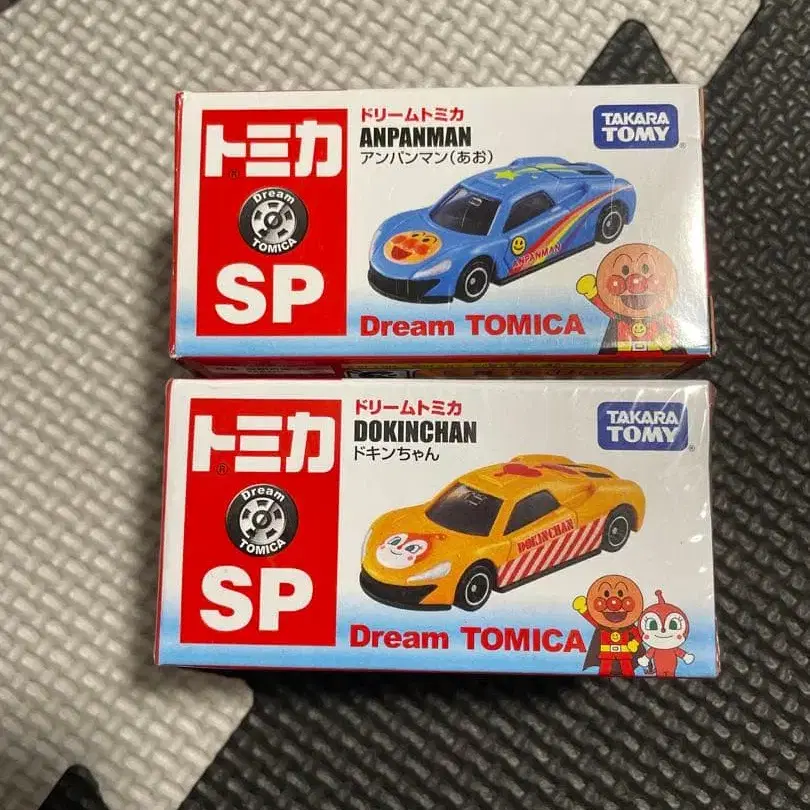 トミカ
Dream
TOMICA
SP
ドリームトミカ
ANPANMAN
アンパンマン(あお)
TAKARA
TOMY
ANPANMAN
Dream TOMICA
トミカ
Dream
TOMICA
SP
ドリームトミカ
DOKINCHAN
ドキンちゃん
TAKARA
TOMY
DOKINCHAN
Dream TOMICA